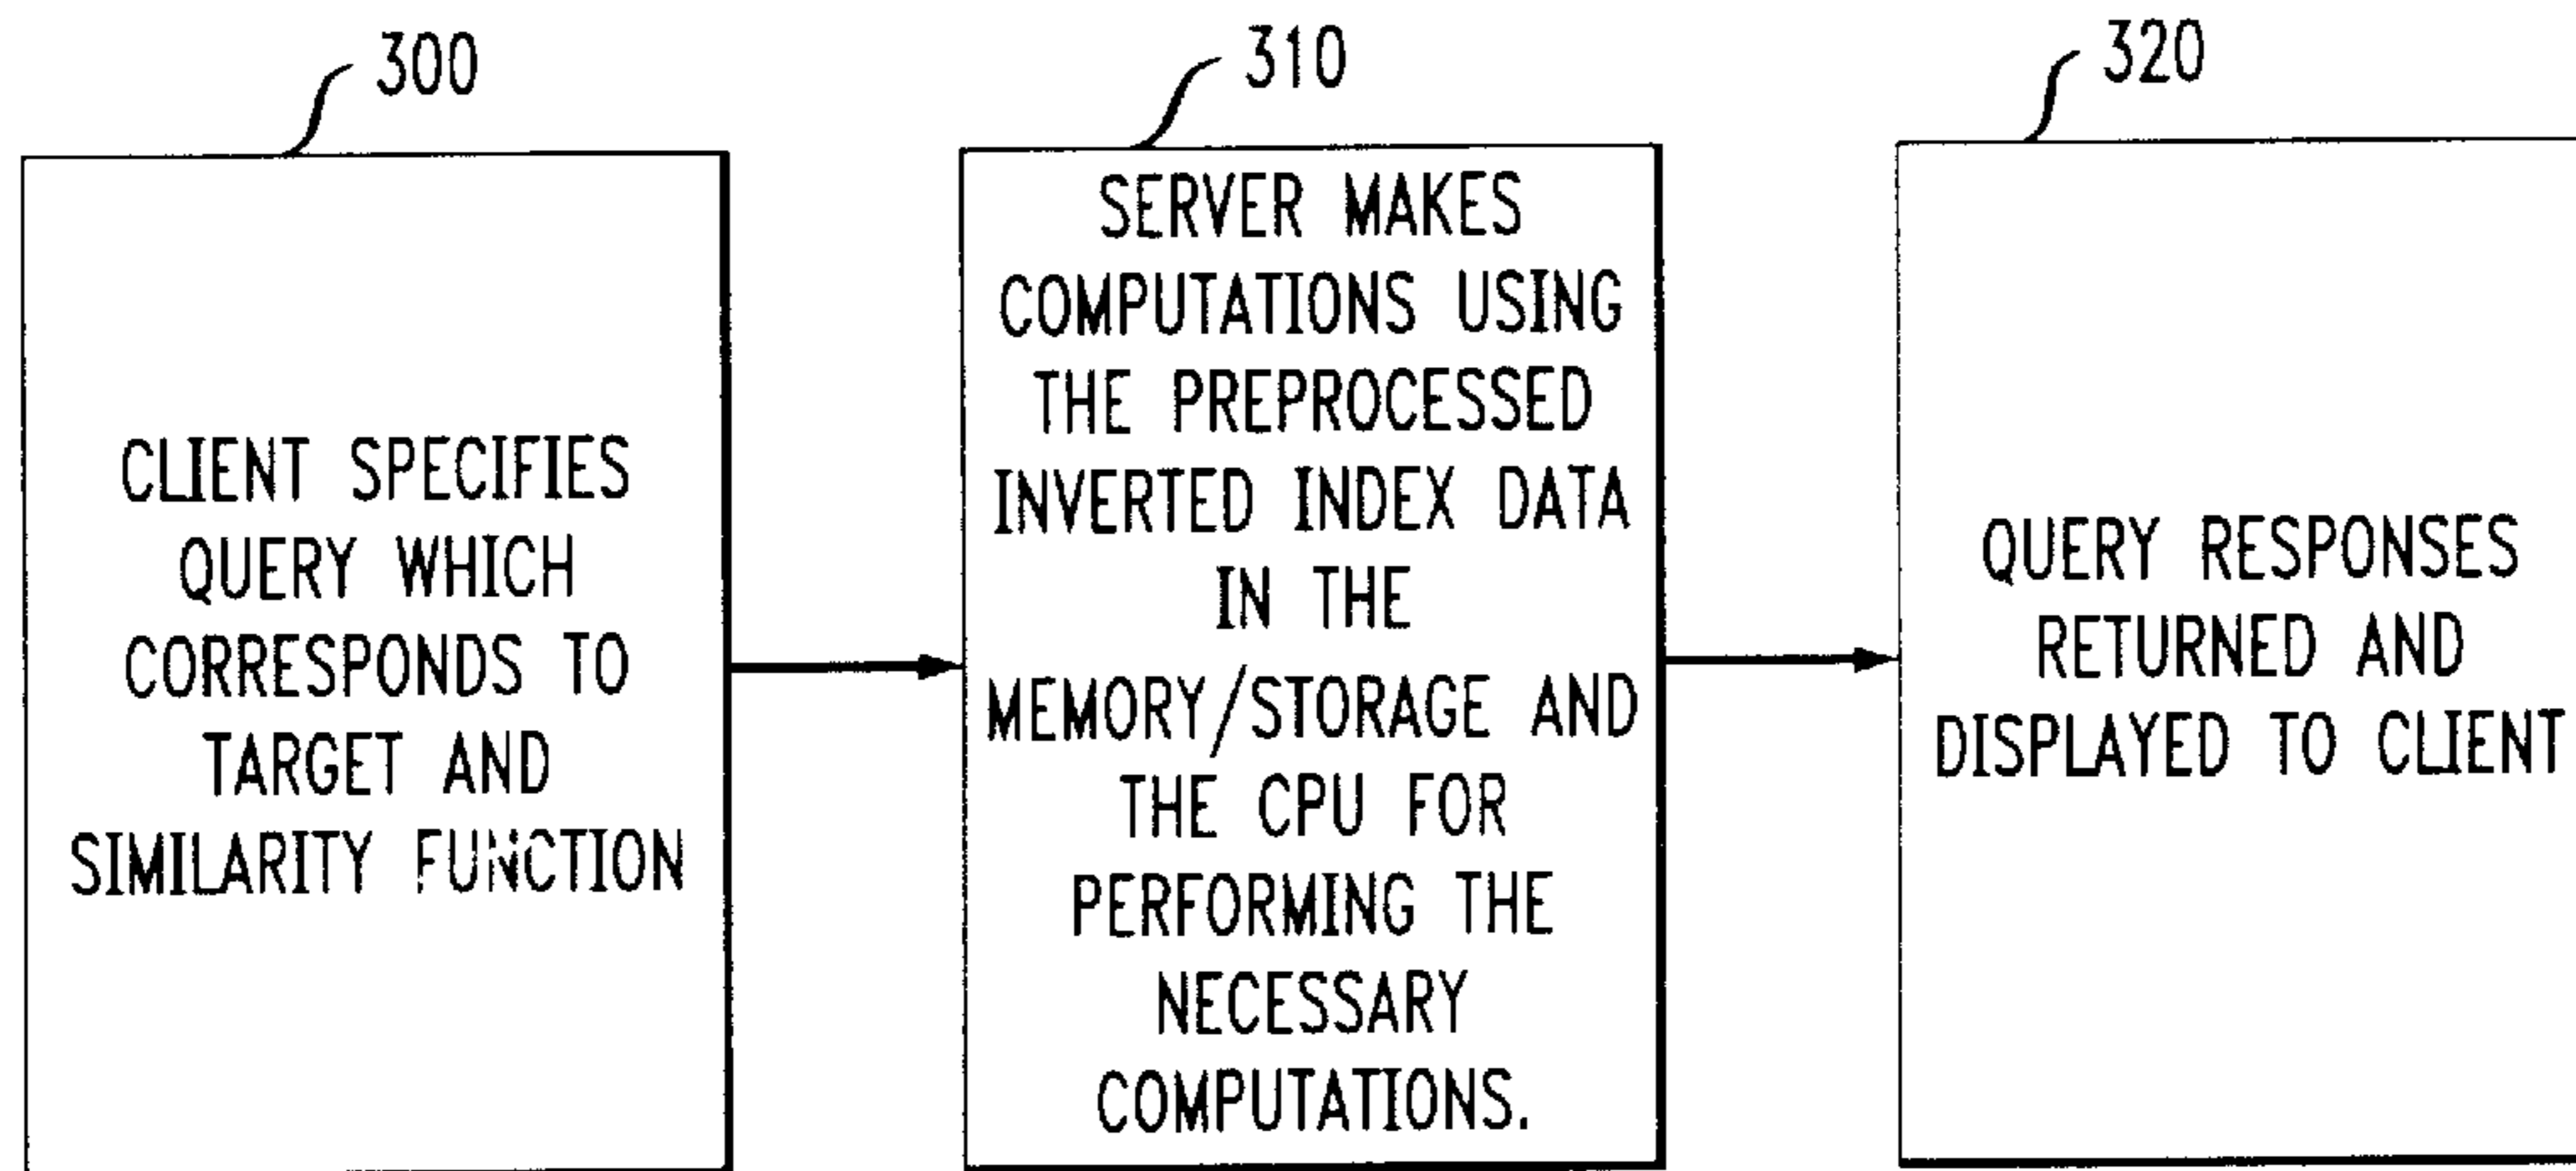 300
CLIENT SPECIFIES
QUERY WHICH
CORRESPONDS TO
TARGET AND
SIMILARITY FUNCTION
310
SERVER MAKES
COMPUTATIONS USING
THE PREPROCESSED
INVERTED INDEX DATA
IN THE
MEMORY/STORAGE AND
THE CPU FOR
PERFORMING THE
NECESSARY
COMPUTATIONS.
320
QUERY RESPONSES
RETURNED AND
DISPLAYED TO CLIENT